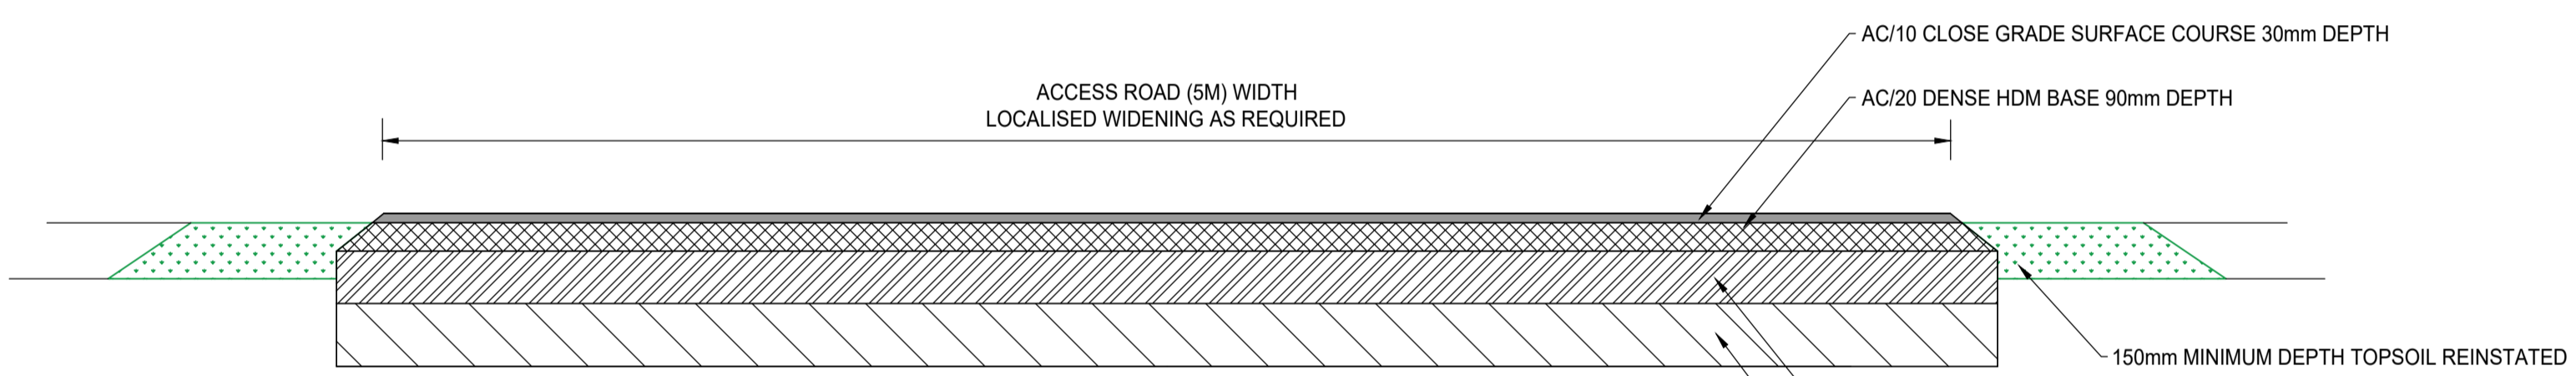 AC/10 CLOSE GRADE SURFACE COURSE 30mm DEPTH
ACCESS ROAD (5M) WIDTH
LOCALISED WIDENING AS REQUIRED
AC/20 DENSE HDM BASE 90mm DEPTH
150mm MINIMUM DEPTH TOPSOIL REINSTATED